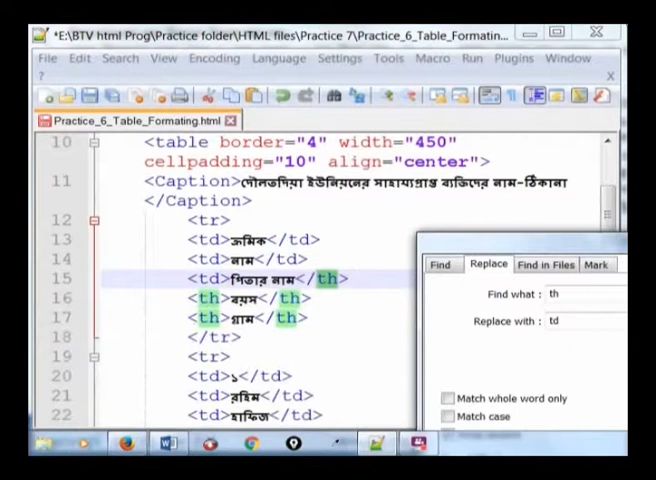 *E:\BTV html Prog\Practice folder\HTML files\Practice 7\Practice_6_Table_Formating.html...
File Edit Search View Encoding Language Settings Tools Macro Run Plugins Window
? X
Practice_6_Table_Formating.html
10 <table border="4" width="450"
cellpadding="10" align="center">
11 <Caption>দৌলতদিয়া ইউনিয়নের সাহায্যপ্রাপ্ত ব্যক্তিদের নাম-ঠিকানা
</Caption>
12 <tr>
13 <td>ক্রমিক</td>
14 <td>নাম</td>
15 <td>পিতার নাম</th>
16 <th>বয়স</th>
17 <th>গ্রাম</th>
18 </tr>
19 <tr>
20 <td>১</td>
21 <td>রহিম</td>
22 <td>হাফিজ</td>
Find Replace Find in Files Mark
Find what : th
Replace with : td
Match whole word only
Match case